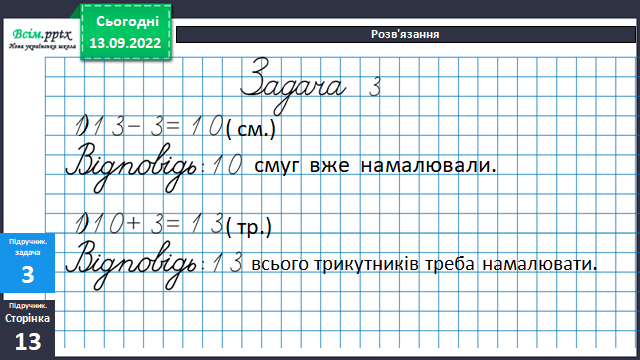 Всім.pptx
Нова українська школа
Сьогодні
13.09.2022
Розв'язання
Задача 3
1) 13 - 3 = 10 ( см.)
Відповідь: 10 смуг вже намалювали.
1) 10 + 3 = 13 ( тр.)
Відповідь: 13 всього трикутників треба намалювати.
Підручник.
задача
3
Підручник.
Сторінка
13